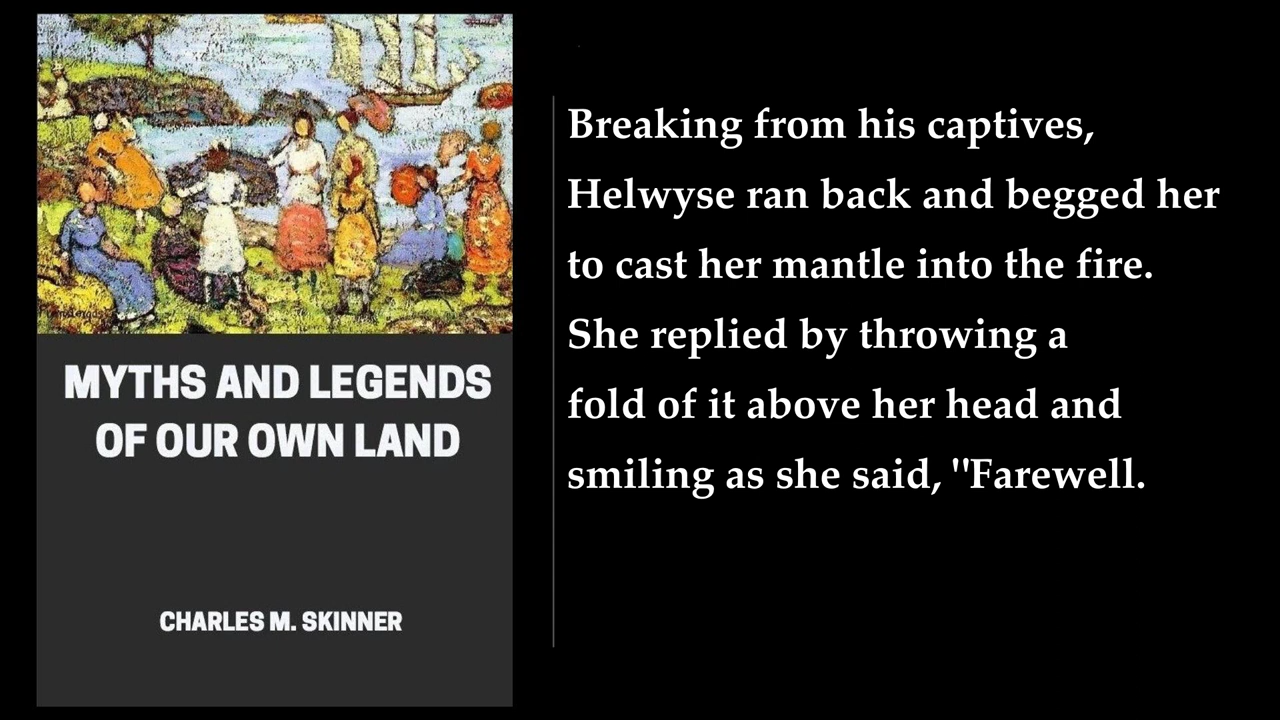 MYTHS AND LEGENDS
OF OUR OWN LAND
CHARLES M. SKINNER
Breaking from his captives,
Helwyse ran back and begged her
to cast her mantle into the fire.
She replied by throwing a
fold of it above her head and
smiling as she said, "Farewell.